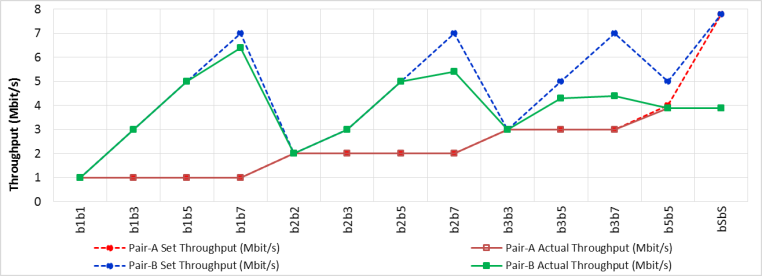 8
7
6
5
4
3
2
1
0
Throughput (Mbit/s)
b1b1
b1b3
b1b5
b1b7
b2b2
b2b3
b2b5
b2b7
b3b3
b3b5
b3b7
b5b5
bSbS
Pair-A Set Throughput (Mbit/s)
Pair-A Actual Throughput (Mbit/s)
Pair-B Set Throughput (Mbit/s)
Pair-B Actual Throughput (Mbit/s)